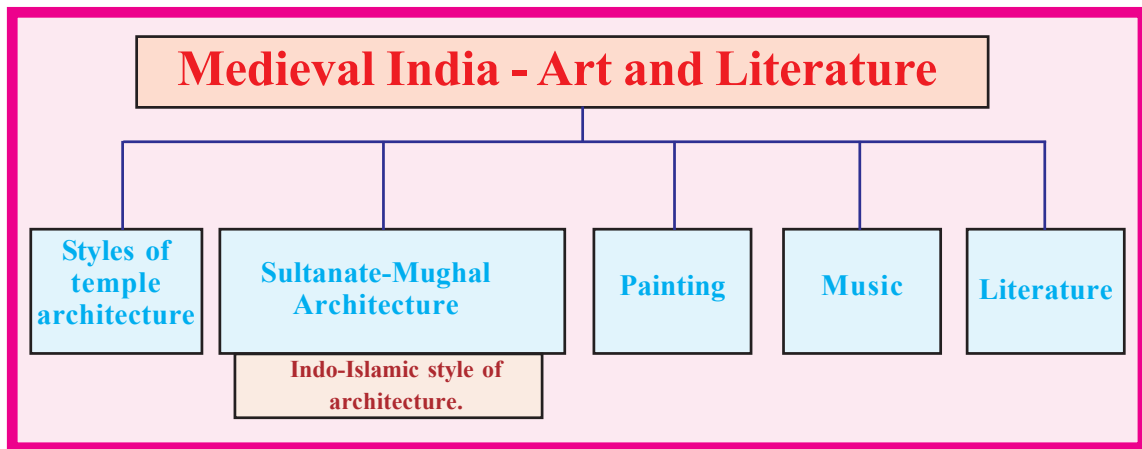 Medieval India - Art and Literature
Styles of
temple
architecture
Sultanate-Mughal
Architecture
Indo-Islamic style of
architecture.
Painting
Music
Literature